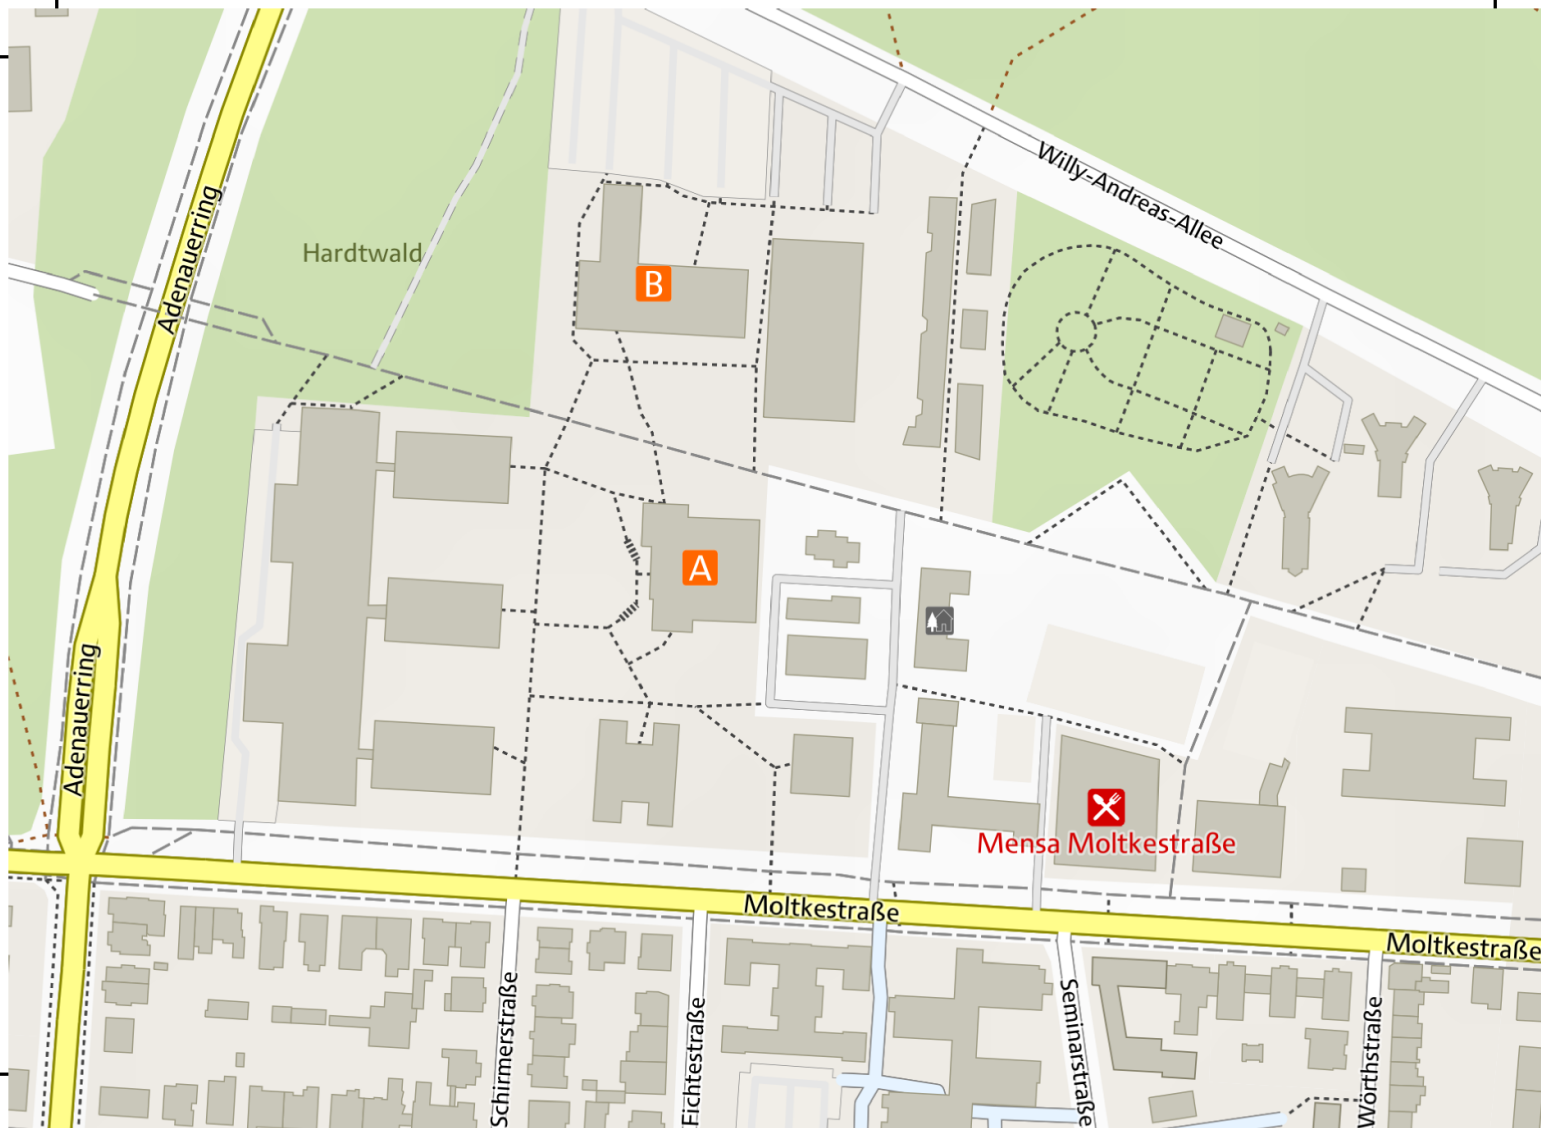 Willy-Andreas-Allee
Adenauerring
Hardtwald
B
A
Adenauerring
Mensa Moltkestraße
Moltkestraße
Moltkestraße
Schirmerstraße
Fichtestraße
Seminarstraße
Wörthstraße